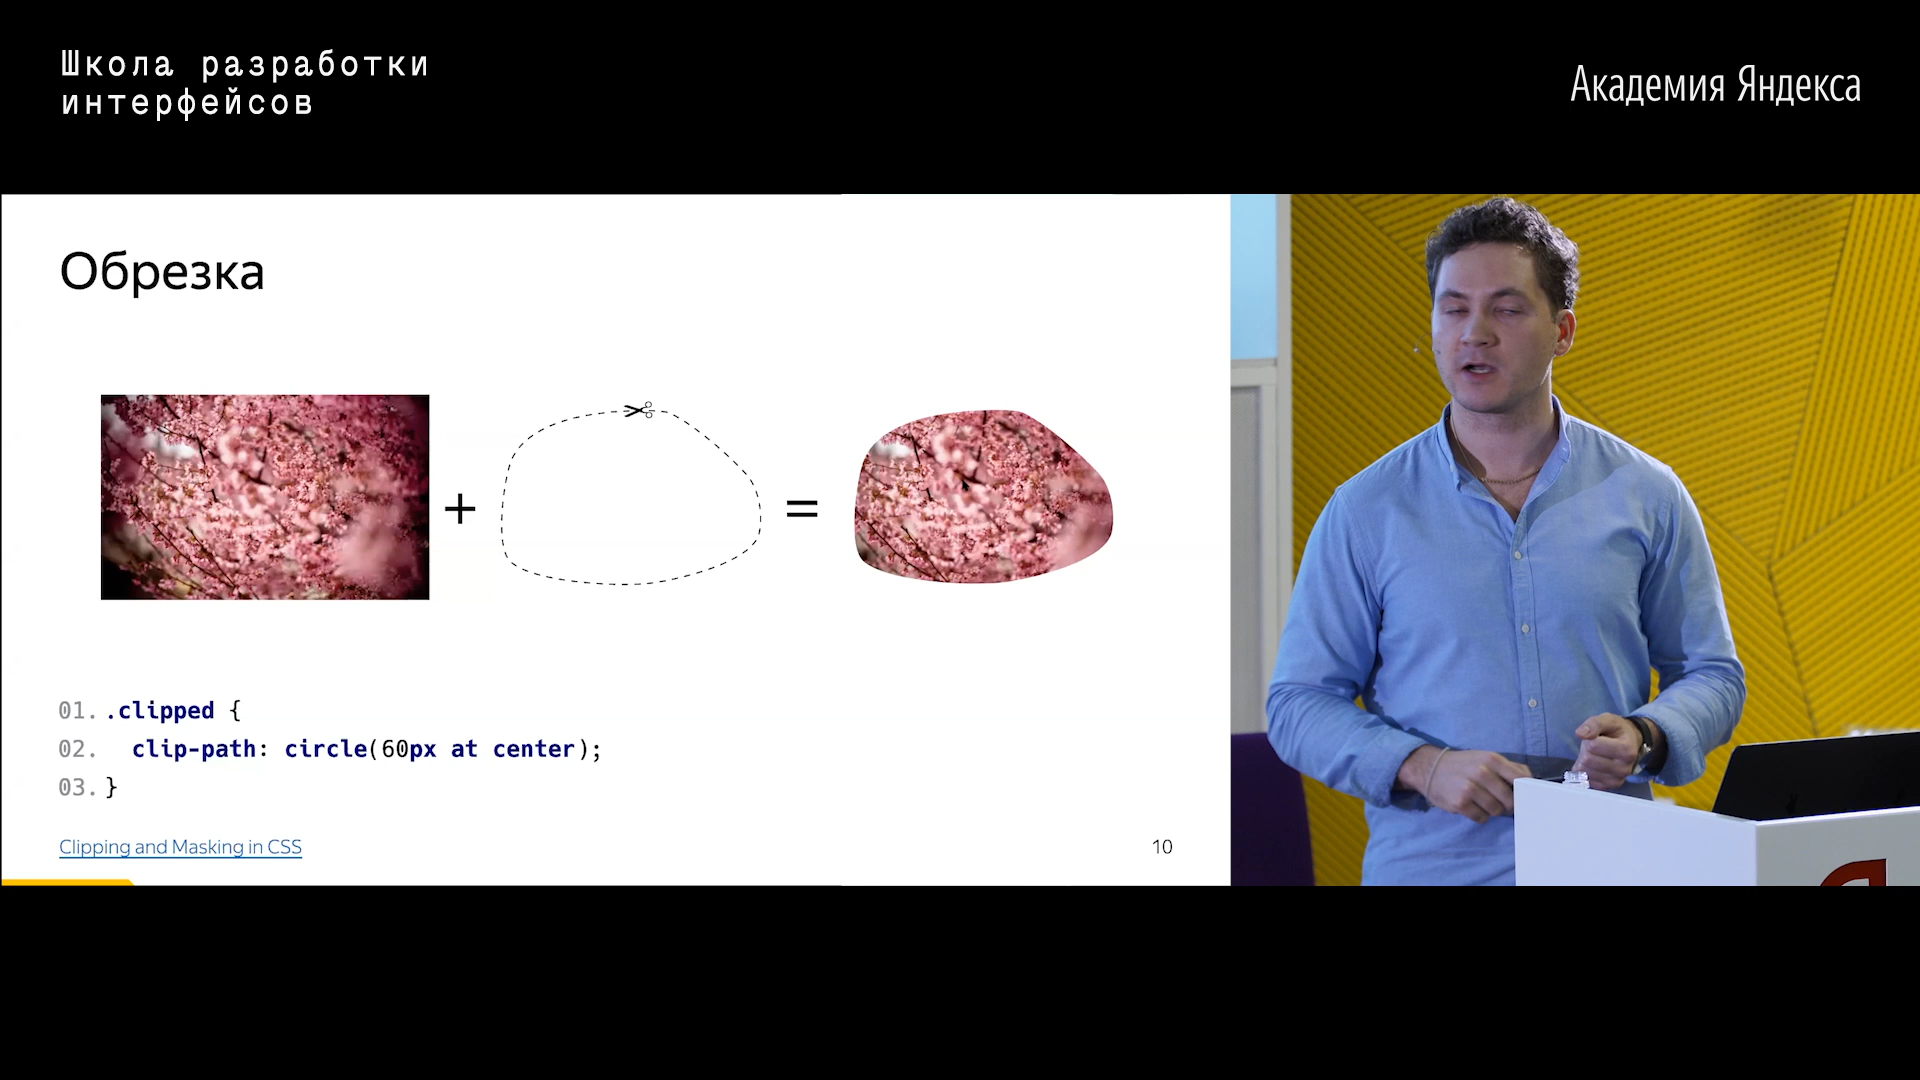 Школа разработки
интерфейсов
Академия Яндекса
Обрезка
+
=
01. .clipped {
02. clip-path: circle(60px at center);
03. }
Clipping and Masking in CSS
10